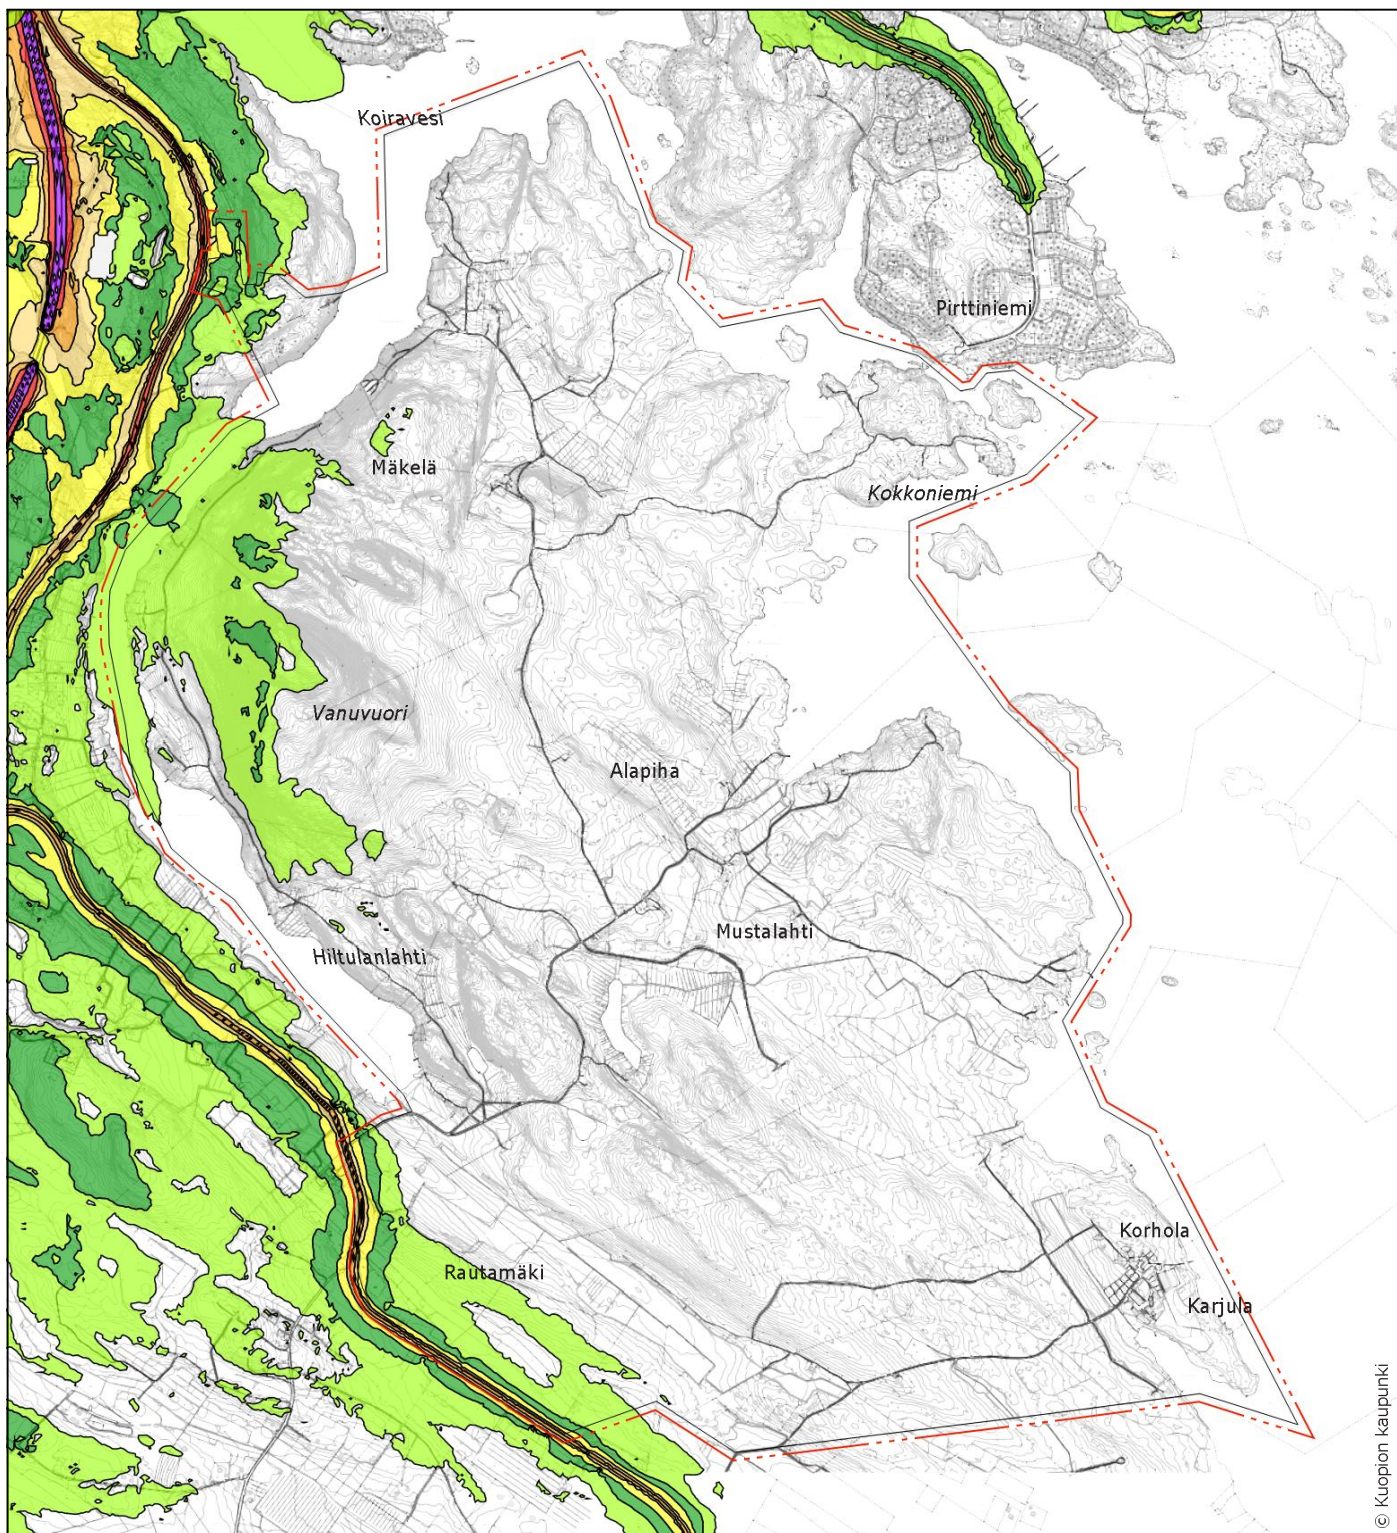 Koiravesi
Pirttiniemi
Mäkelä
Kokkoniemi
Vanuvuori
Alapiha
Mustalahti
Hiltulanlahti
Korhola
Rautamäki
Karjula
© Kuopion kaupunki